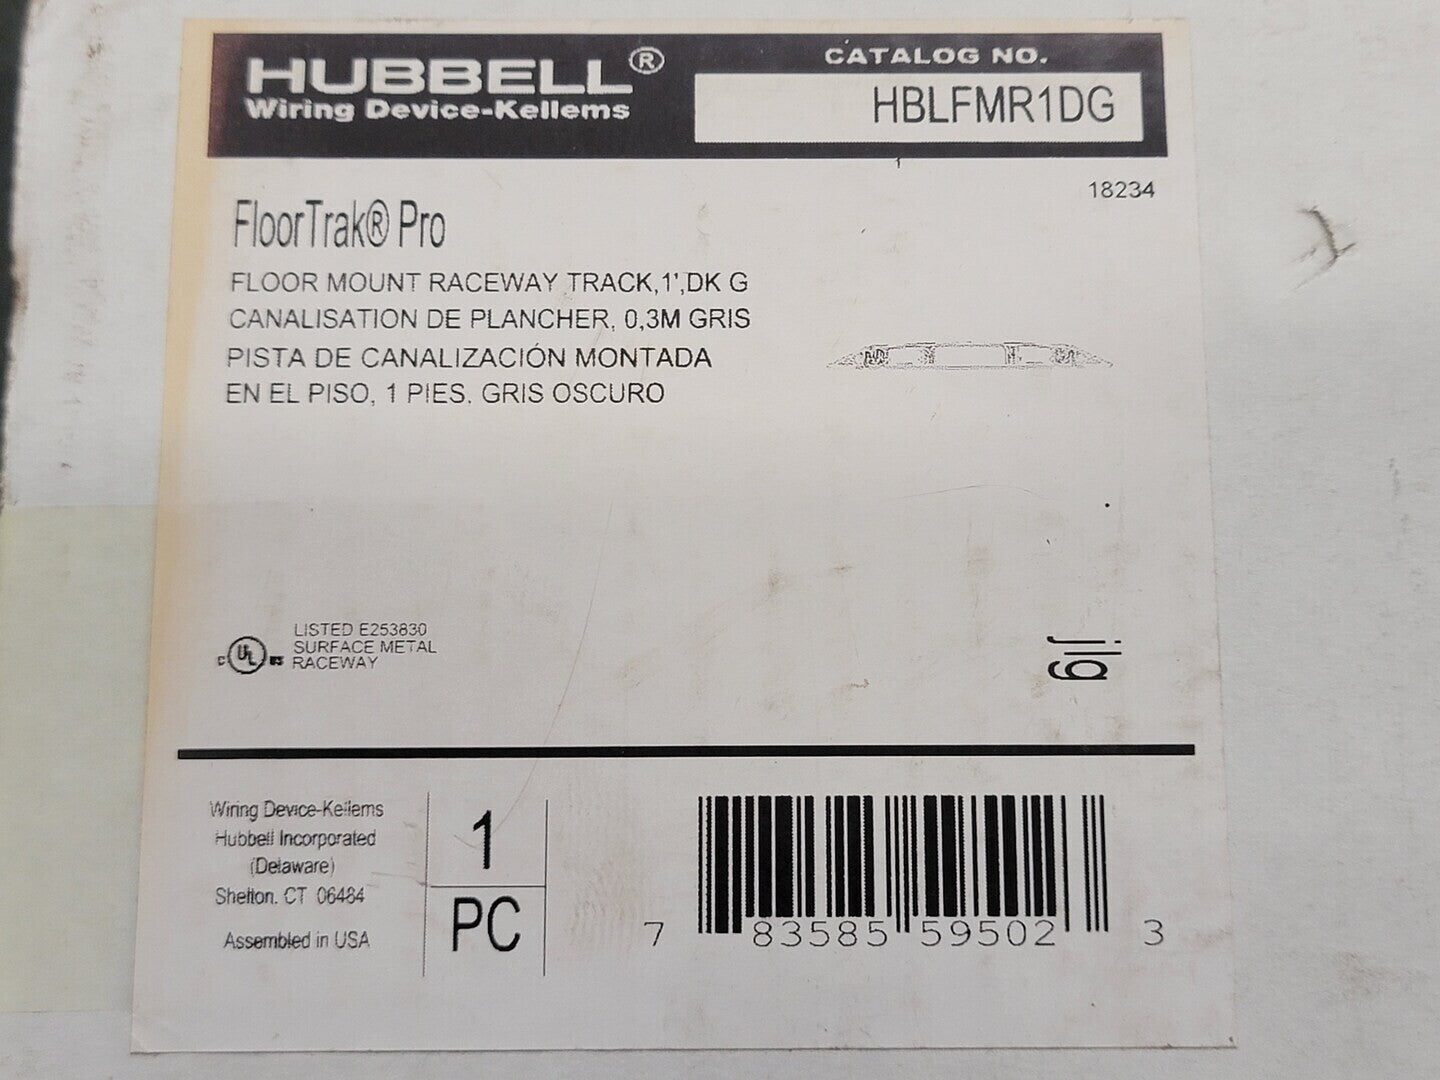 HUBBELL®
Wiring Device-Kellems
CATALOG NO.
HBLFMR1DG
18234
FloorTrak® Pro
FLOOR MOUNT RACEWAY TRACK,1',DK G
CANALISATION DE PLANCHER, 0,3M GRIS
PISTA DE CANALIZACIÓN MONTADA
EN EL PISO, 1 PIES. GRIS OSCURO
C UL US
LISTED E253830
SURFACE METAL
RACEWAY
jlg
Wiring Device-Kellems
Hubbell Incorporated
(Delaware)
Shelton. CT 06484
Assembled in USA
1
PC
7 83585 59502 3